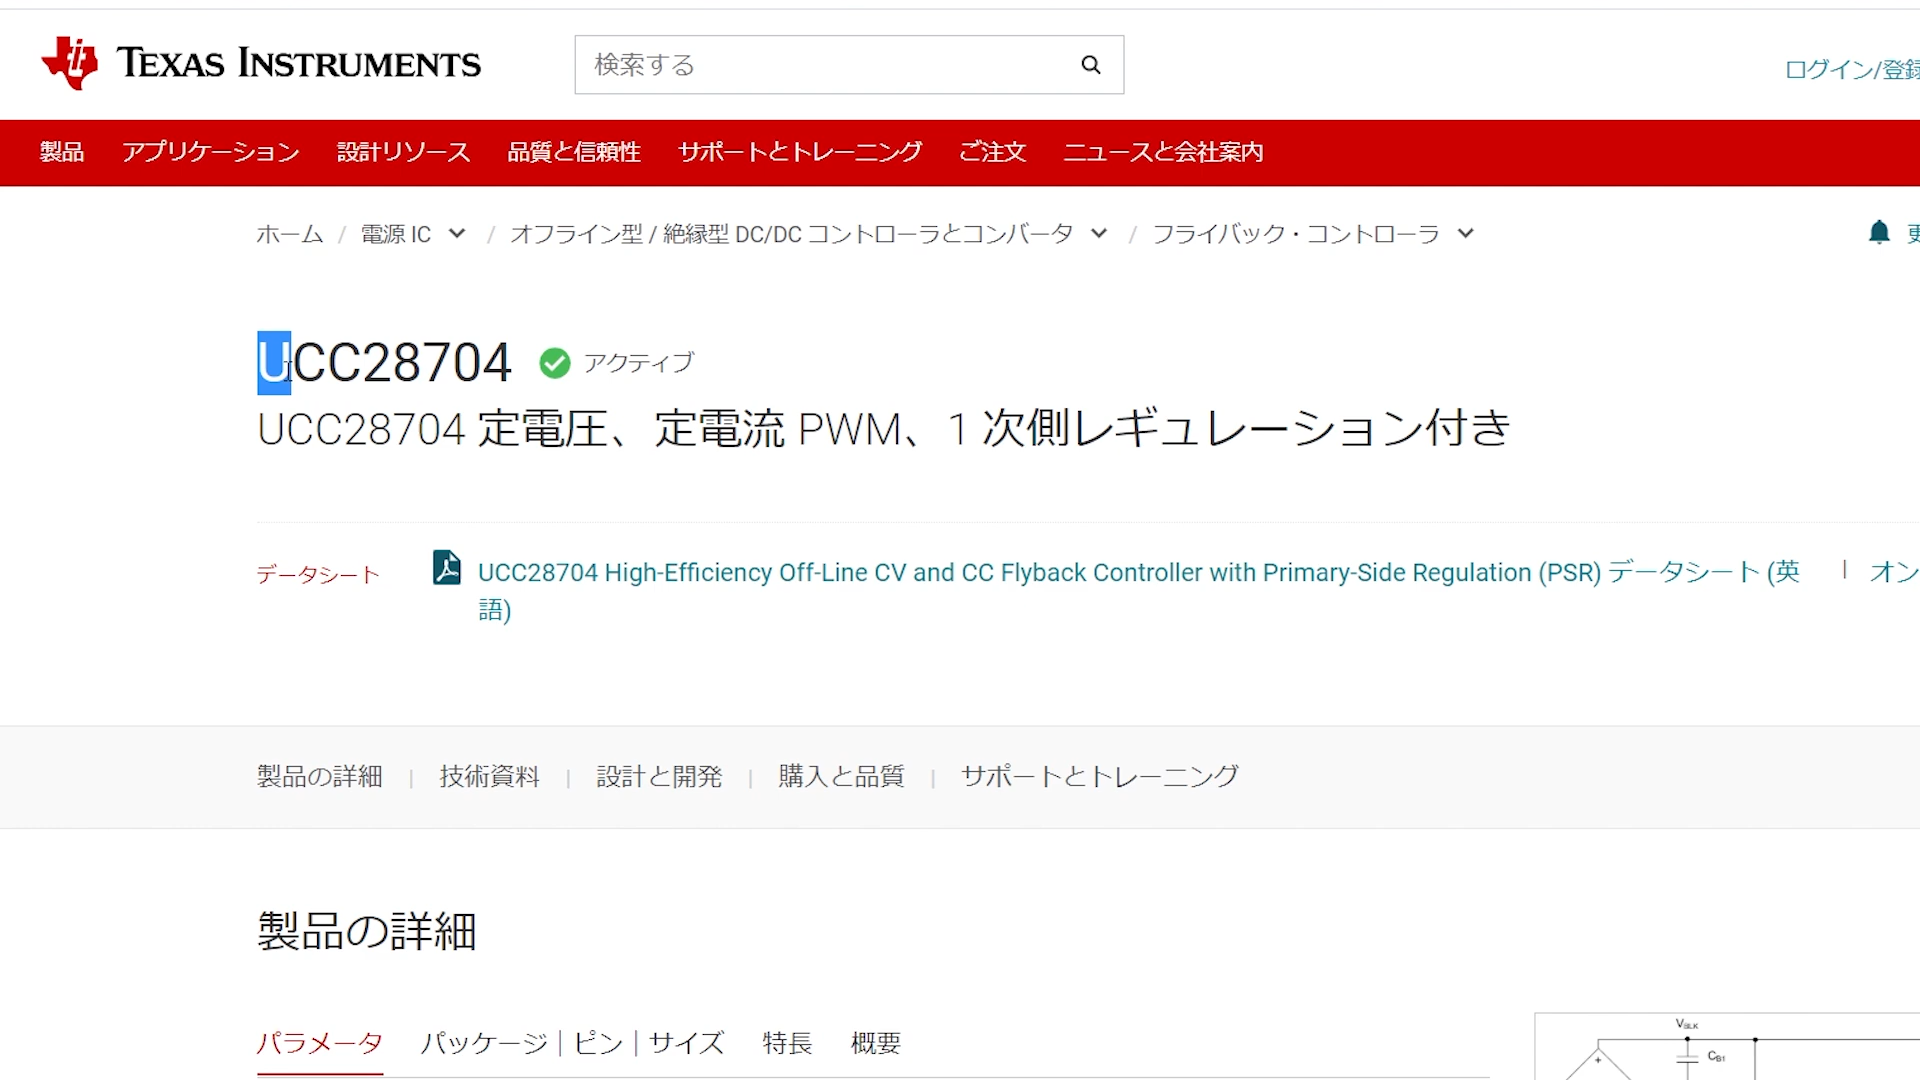 TEXAS INSTRUMENTS
検索する
ログイン/登録
製品 アプリケーション 設計リソース 品質と信頼性 サポートとトレーニング ご注文 ニュースと会社案内
ホーム / 電源 IC / オフライン型 / 絶縁型 DC/DC コントローラとコンバータ / フライバック・コントローラ
UCC28704 アクティブ
UCC28704 定電圧、定電流 PWM、1 次側レギュレーション付き
データシート UCC28704 High-Efficiency Off-Line CV and CC Flyback Controller with Primary-Side Regulation (PSR) データシート (英 | オン
語)
製品の詳細 | 技術資料 | 設計と開発 | 購入と品質 | サポートとトレーニング
製品の詳細
パラメータ パッケージ | ピン | サイズ 特長 概要
VBLK
CB1